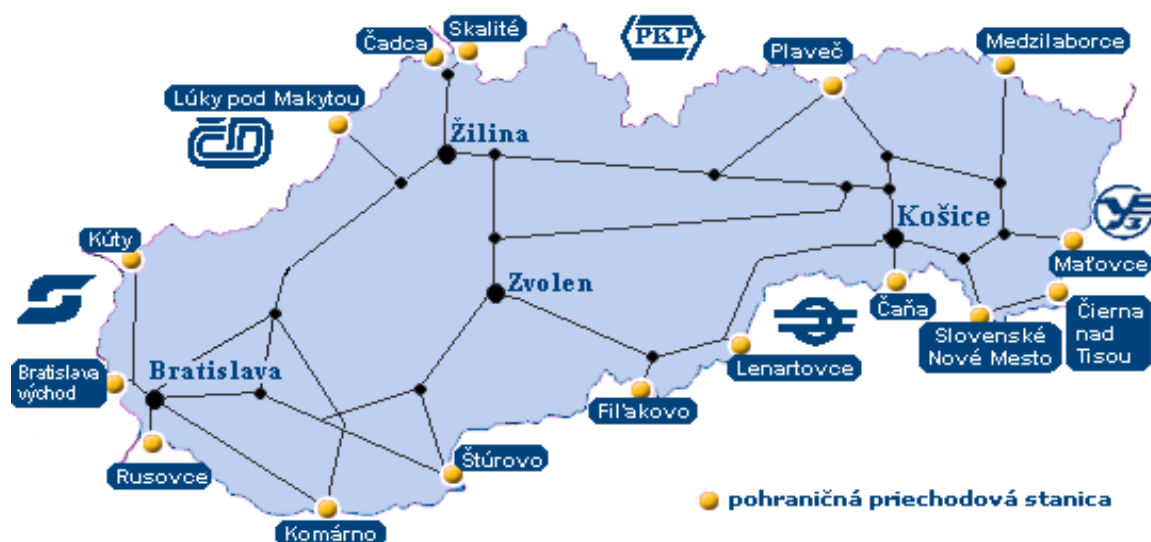 Skalité
Čadca
PKP
Plaveč
Medzilaborce
Lúky pod Makytou
ČD
Žilina
Košice
Kúty
Maťovce
Zvolen
Čaňa
Čierna
nad
Tisou
Slovenské
Nové Mesto
Bratislava
východ
Bratislava
Lenartovce
Fiľakovo
Štúrovo
Rusovce
Komárno
pohraničná priechodová stanica